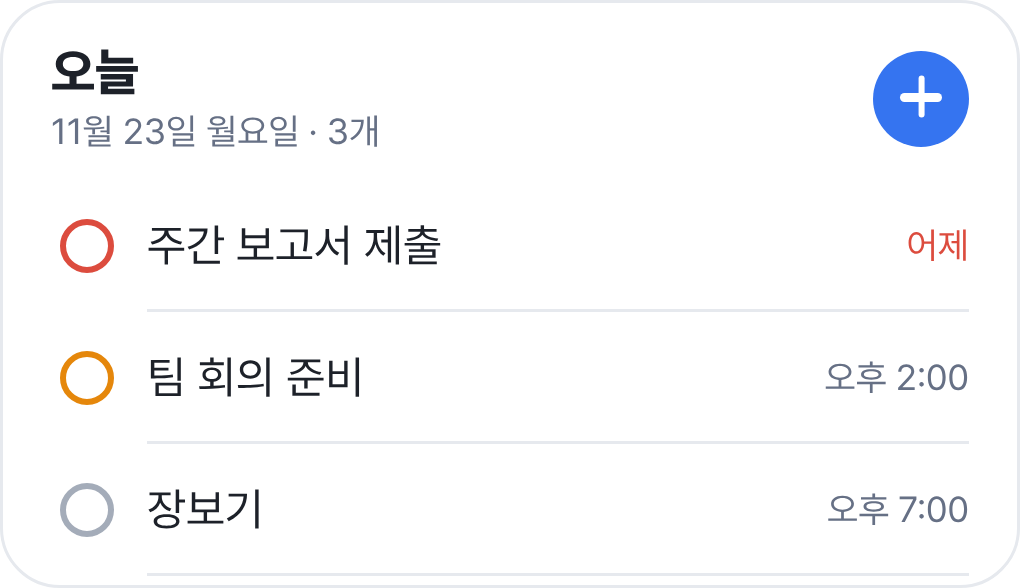 오늘
11월 23일 월요일 · 3개
주간 보고서 제출 어제
팀 회의 준비 오후 2:00
장보기 오후 7:00